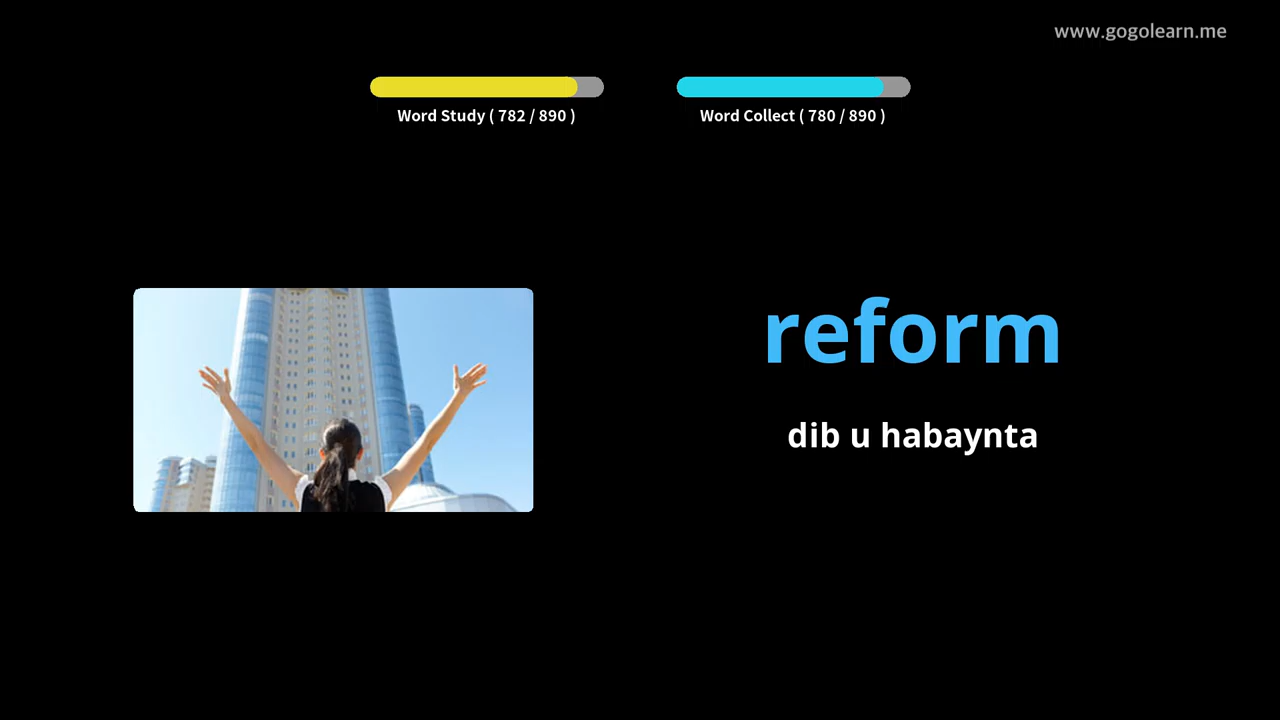 www.gogolearn.me
Word Study ( 782 / 890 )
Word Collect ( 780 / 890 )
reform
dib u habaynta